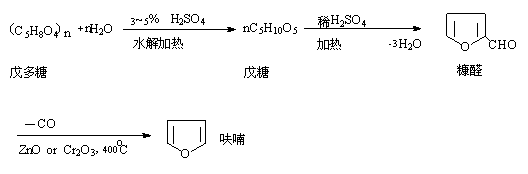 (C5H8O4)n +nH2O 3~5% H2SO4 水解加热 nC5H10O5 稀H2SO4 加热 -3H2O O CHO
戊多糖 戊糖 糠醛
—CO
ZnO or Cr2O3, 400℃ O 呋喃